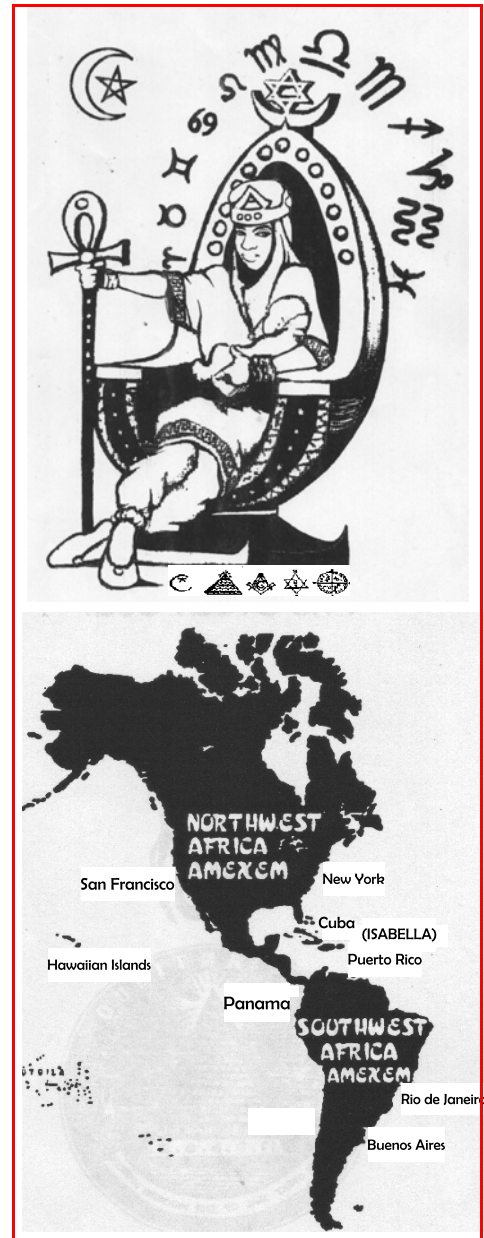 NORTHWEST
AFRICA
AMEXEM
San Francisco
New York
Cuba
(ISABELLA)
Hawaiian Islands
Puerto Rico
Panama
SOUTHWEST
AFRICA
AMEXEM
Rio de Janeiro
Buenos Aires